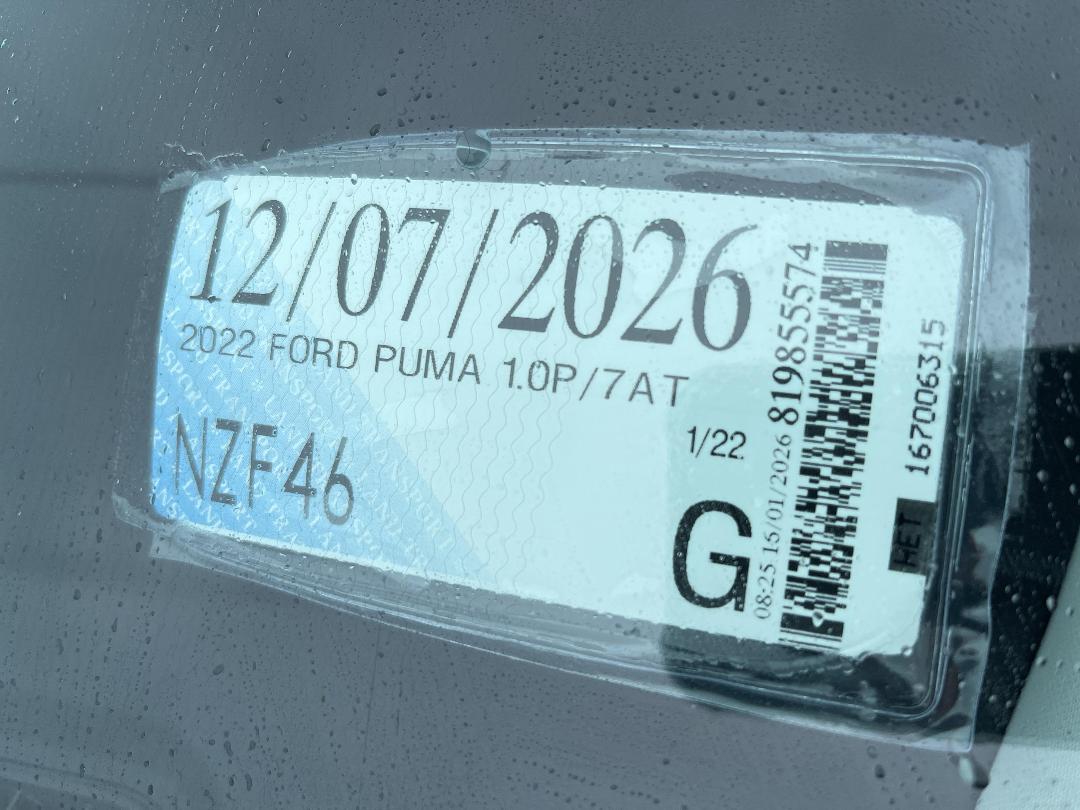 12/07/2026
2022 FORD PUMA 1.0P/7AT
NZF46
1/22
G
08:25 15/01/2026 8198555574
167006315
HET